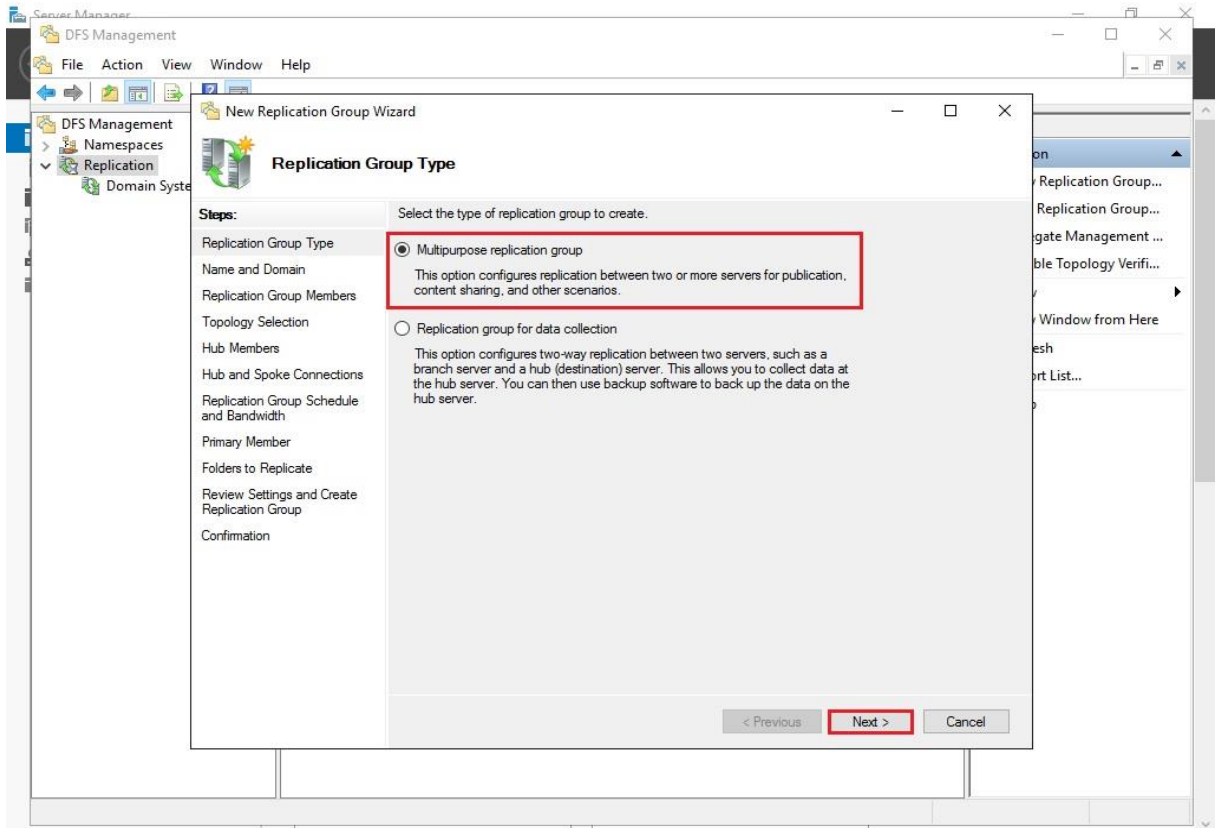 Server Manager
DFS Management
File Action View Window Help
DFS Management
Namespaces
Replication
Domain Syste
New Replication Group Wizard
Replication Group Type
Steps:
Replication Group Type
Name and Domain
Replication Group Members
Topology Selection
Hub Members
Hub and Spoke Connections
Replication Group Schedule
and Bandwidth
Primary Member
Folders to Replicate
Review Settings and Create
Replication Group
Confirmation
Select the type of replication group to create.
Multipurpose replication group
This option configures replication between two or more servers for publication,
content sharing, and other scenarios.
Replication group for data collection
This option configures two-way replication between two servers, such as a
branch server and a hub (destination) server. This allows you to collect data at
the hub server. You can then use backup software to back up the data on the
hub server.
< Previous Next > Cancel
on
Replication Group...
Replication Group...
gate Management ...
ble Topology Verifi...
Window from Here
esh
ort List...